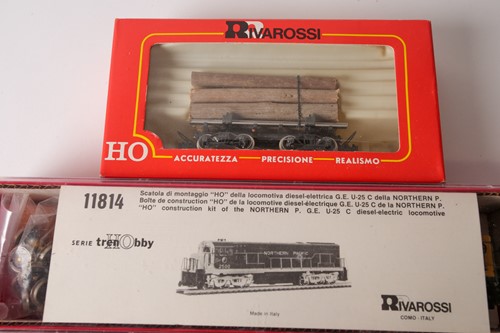 RIVAROSSI
HO
ACCURATEZZA PRECISIONE REALISMO
11814
Scatola di montaggio "HO" della locomotiva diesel-elettrica G.E. U-25 C della NORTHERN P.
Boîte de construction "HO" de la locomotive diesel-électrique G.E. U-25 C de la NORTHERN P.
"HO" construction kit of the NORTHERN P. G.E. U-25 C diesel-electric locomotive
SERIE trenHObby
NORTHERN PACIFIC
Made in Italy
RIVAROSSI
COMO - ITALY